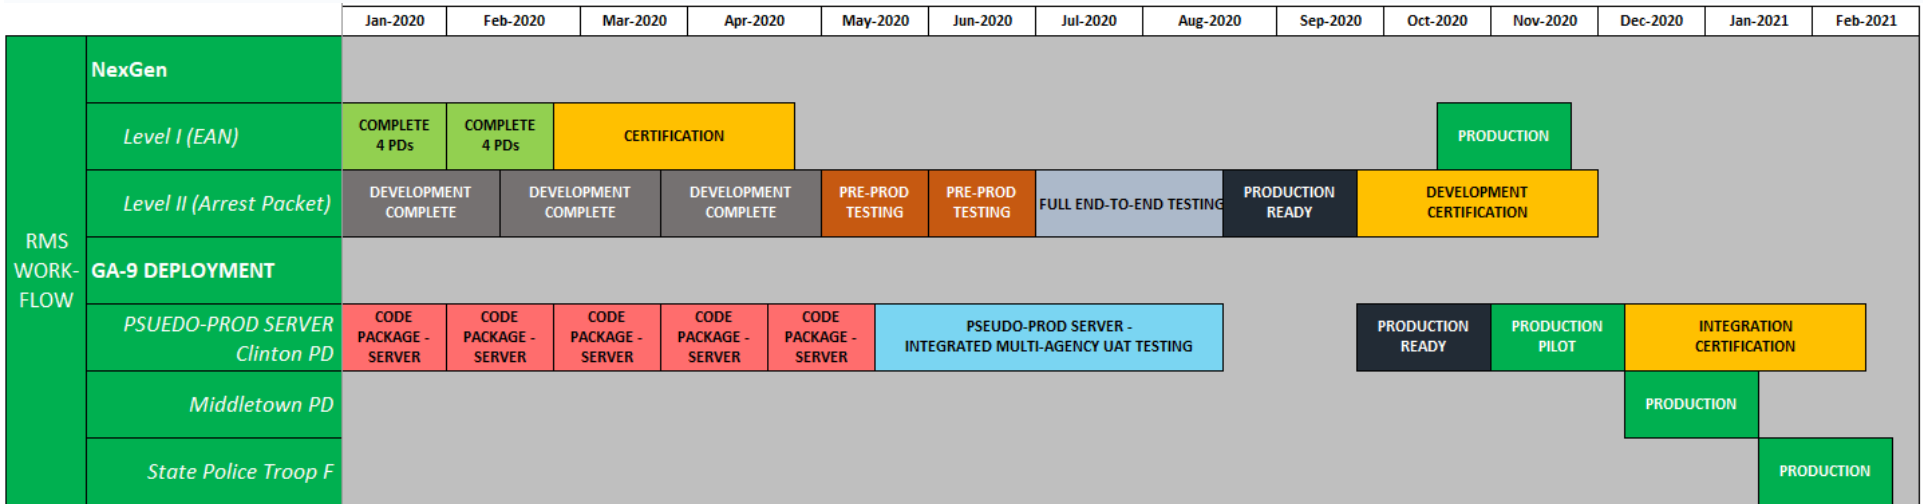 Jan-2020 Feb-2020 Mar-2020 Apr-2020 May-2020 Jun-2020 Jul-2020 Aug-2020 Sep-2020 Oct-2020 Nov-2020 Dec-2020 Jan-2021 Feb-2021
RMS
WORK-
FLOW
NexGen
Level I (EAN)
COMPLETE
4 PDs
COMPLETE
4 PDs
CERTIFICATION
PRODUCTION
Level II (Arrest Packet)
DEVELOPMENT
COMPLETE
DEVELOPMENT
COMPLETE
DEVELOPMENT
COMPLETE
PRE-PROD
TESTING
PRE-PROD
TESTING
FULL END-TO-END TESTING
PRODUCTION
READY
DEVELOPMENT
CERTIFICATION
GA-9 DEPLOYMENT
PSUEDO-PROD SERVER
Clinton PD
CODE
PACKAGE -
SERVER
CODE
PACKAGE -
SERVER
CODE
PACKAGE -
SERVER
CODE
PACKAGE -
SERVER
CODE
PACKAGE -
SERVER
PSEUDO-PROD SERVER -
INTEGRATED MULTI-AGENCY UAT TESTING
PRODUCTION
READY
PRODUCTION
PILOT
INTEGRATION
CERTIFICATION
Middletown PD
PRODUCTION
State Police Troop F
PRODUCTION